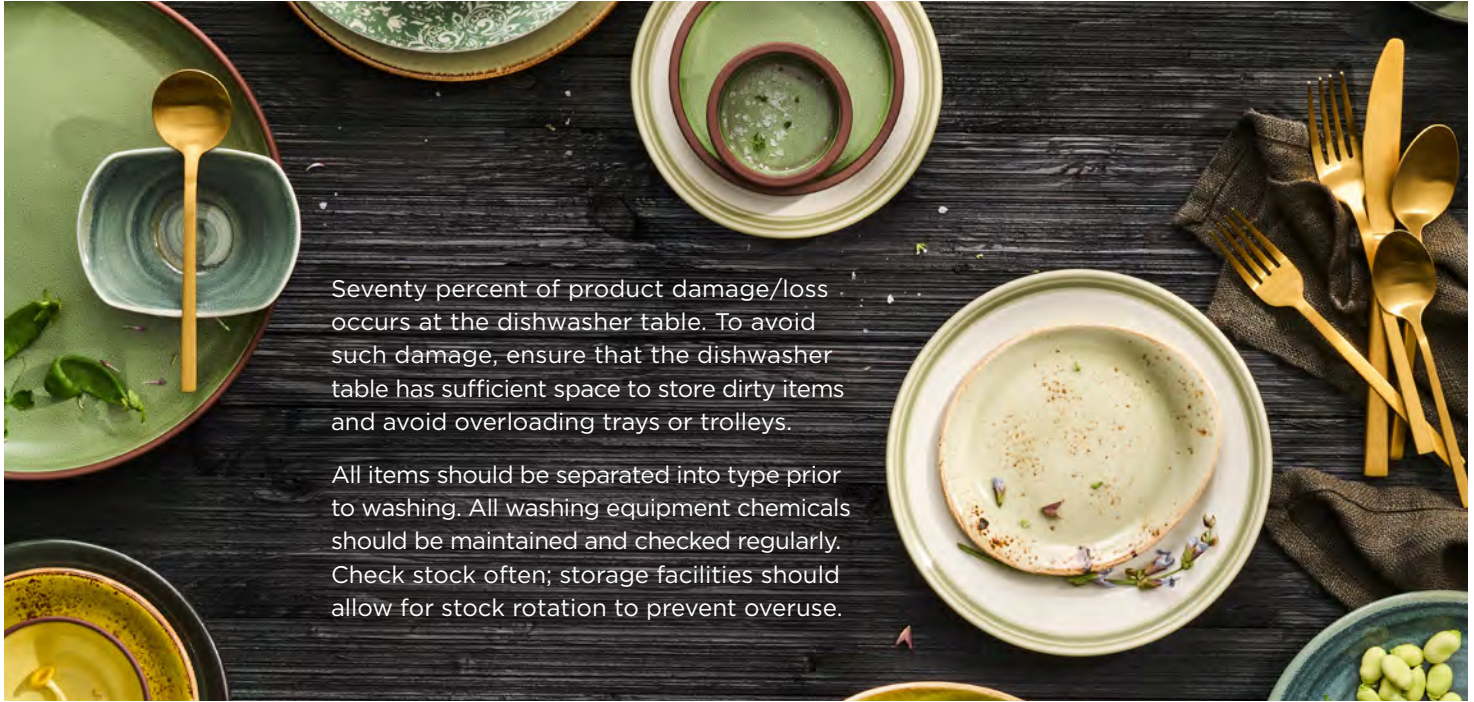 Seventy percent of product damage/loss
occurs at the dishwasher table. To avoid
such damage, ensure that the dishwasher
table has sufficient space to store dirty items
and avoid overloading trays or trolleys.
All items should be separated into type prior
to washing. All washing equipment chemicals
should be maintained and checked regularly.
Check stock often; storage facilities should
allow for stock rotation to prevent overuse.